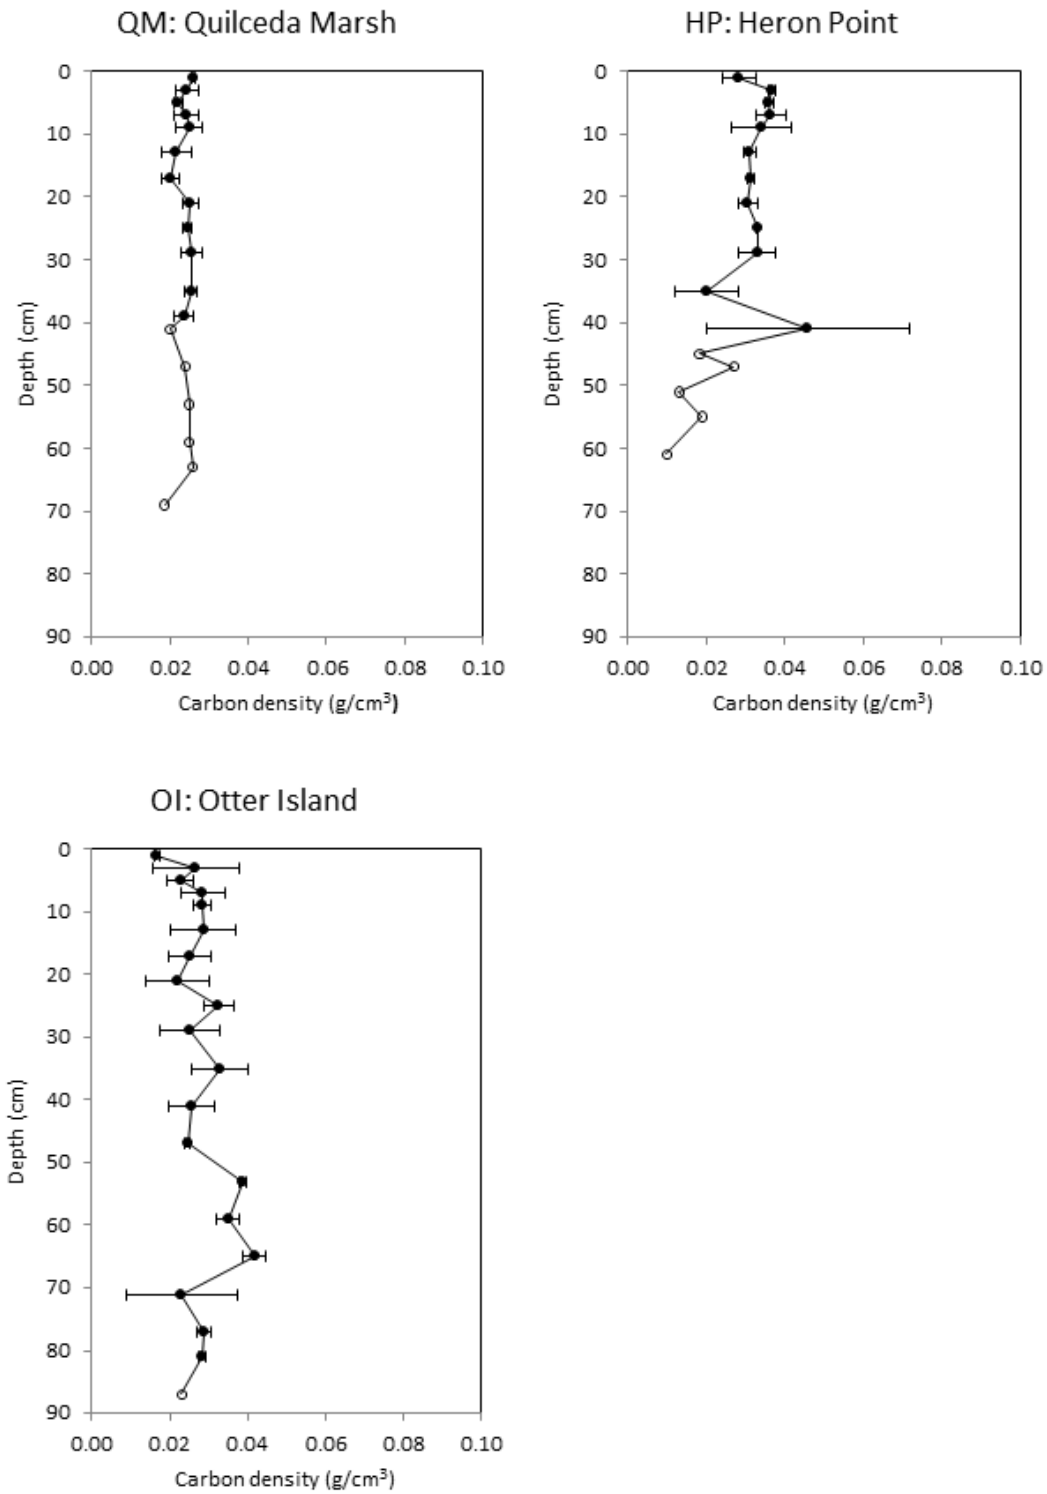 QM: Quilceda Marsh
0
10
20
30
40
50
60
70
80
90
Depth (cm)
0.00 0.02 0.04 0.06 0.08 0.10
Carbon density (g/cm³)
HP: Heron Point
0
10
20
30
40
50
60
70
80
90
Depth (cm)
0.00 0.02 0.04 0.06 0.08 0.10
Carbon density (g/cm³)
OI: Otter Island
0
10
20
30
40
50
60
70
80
90
Depth (cm)
0.00 0.02 0.04 0.06 0.08 0.10
Carbon density (g/cm³)